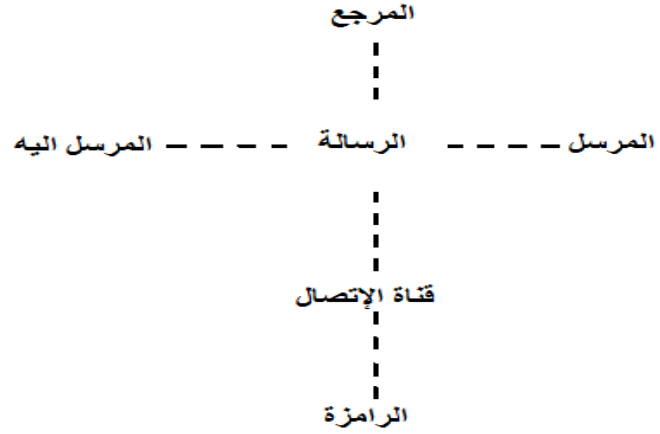 المرجع
المرسل الرسالة المرسل اليه
قناة الإتصال
الرامزة